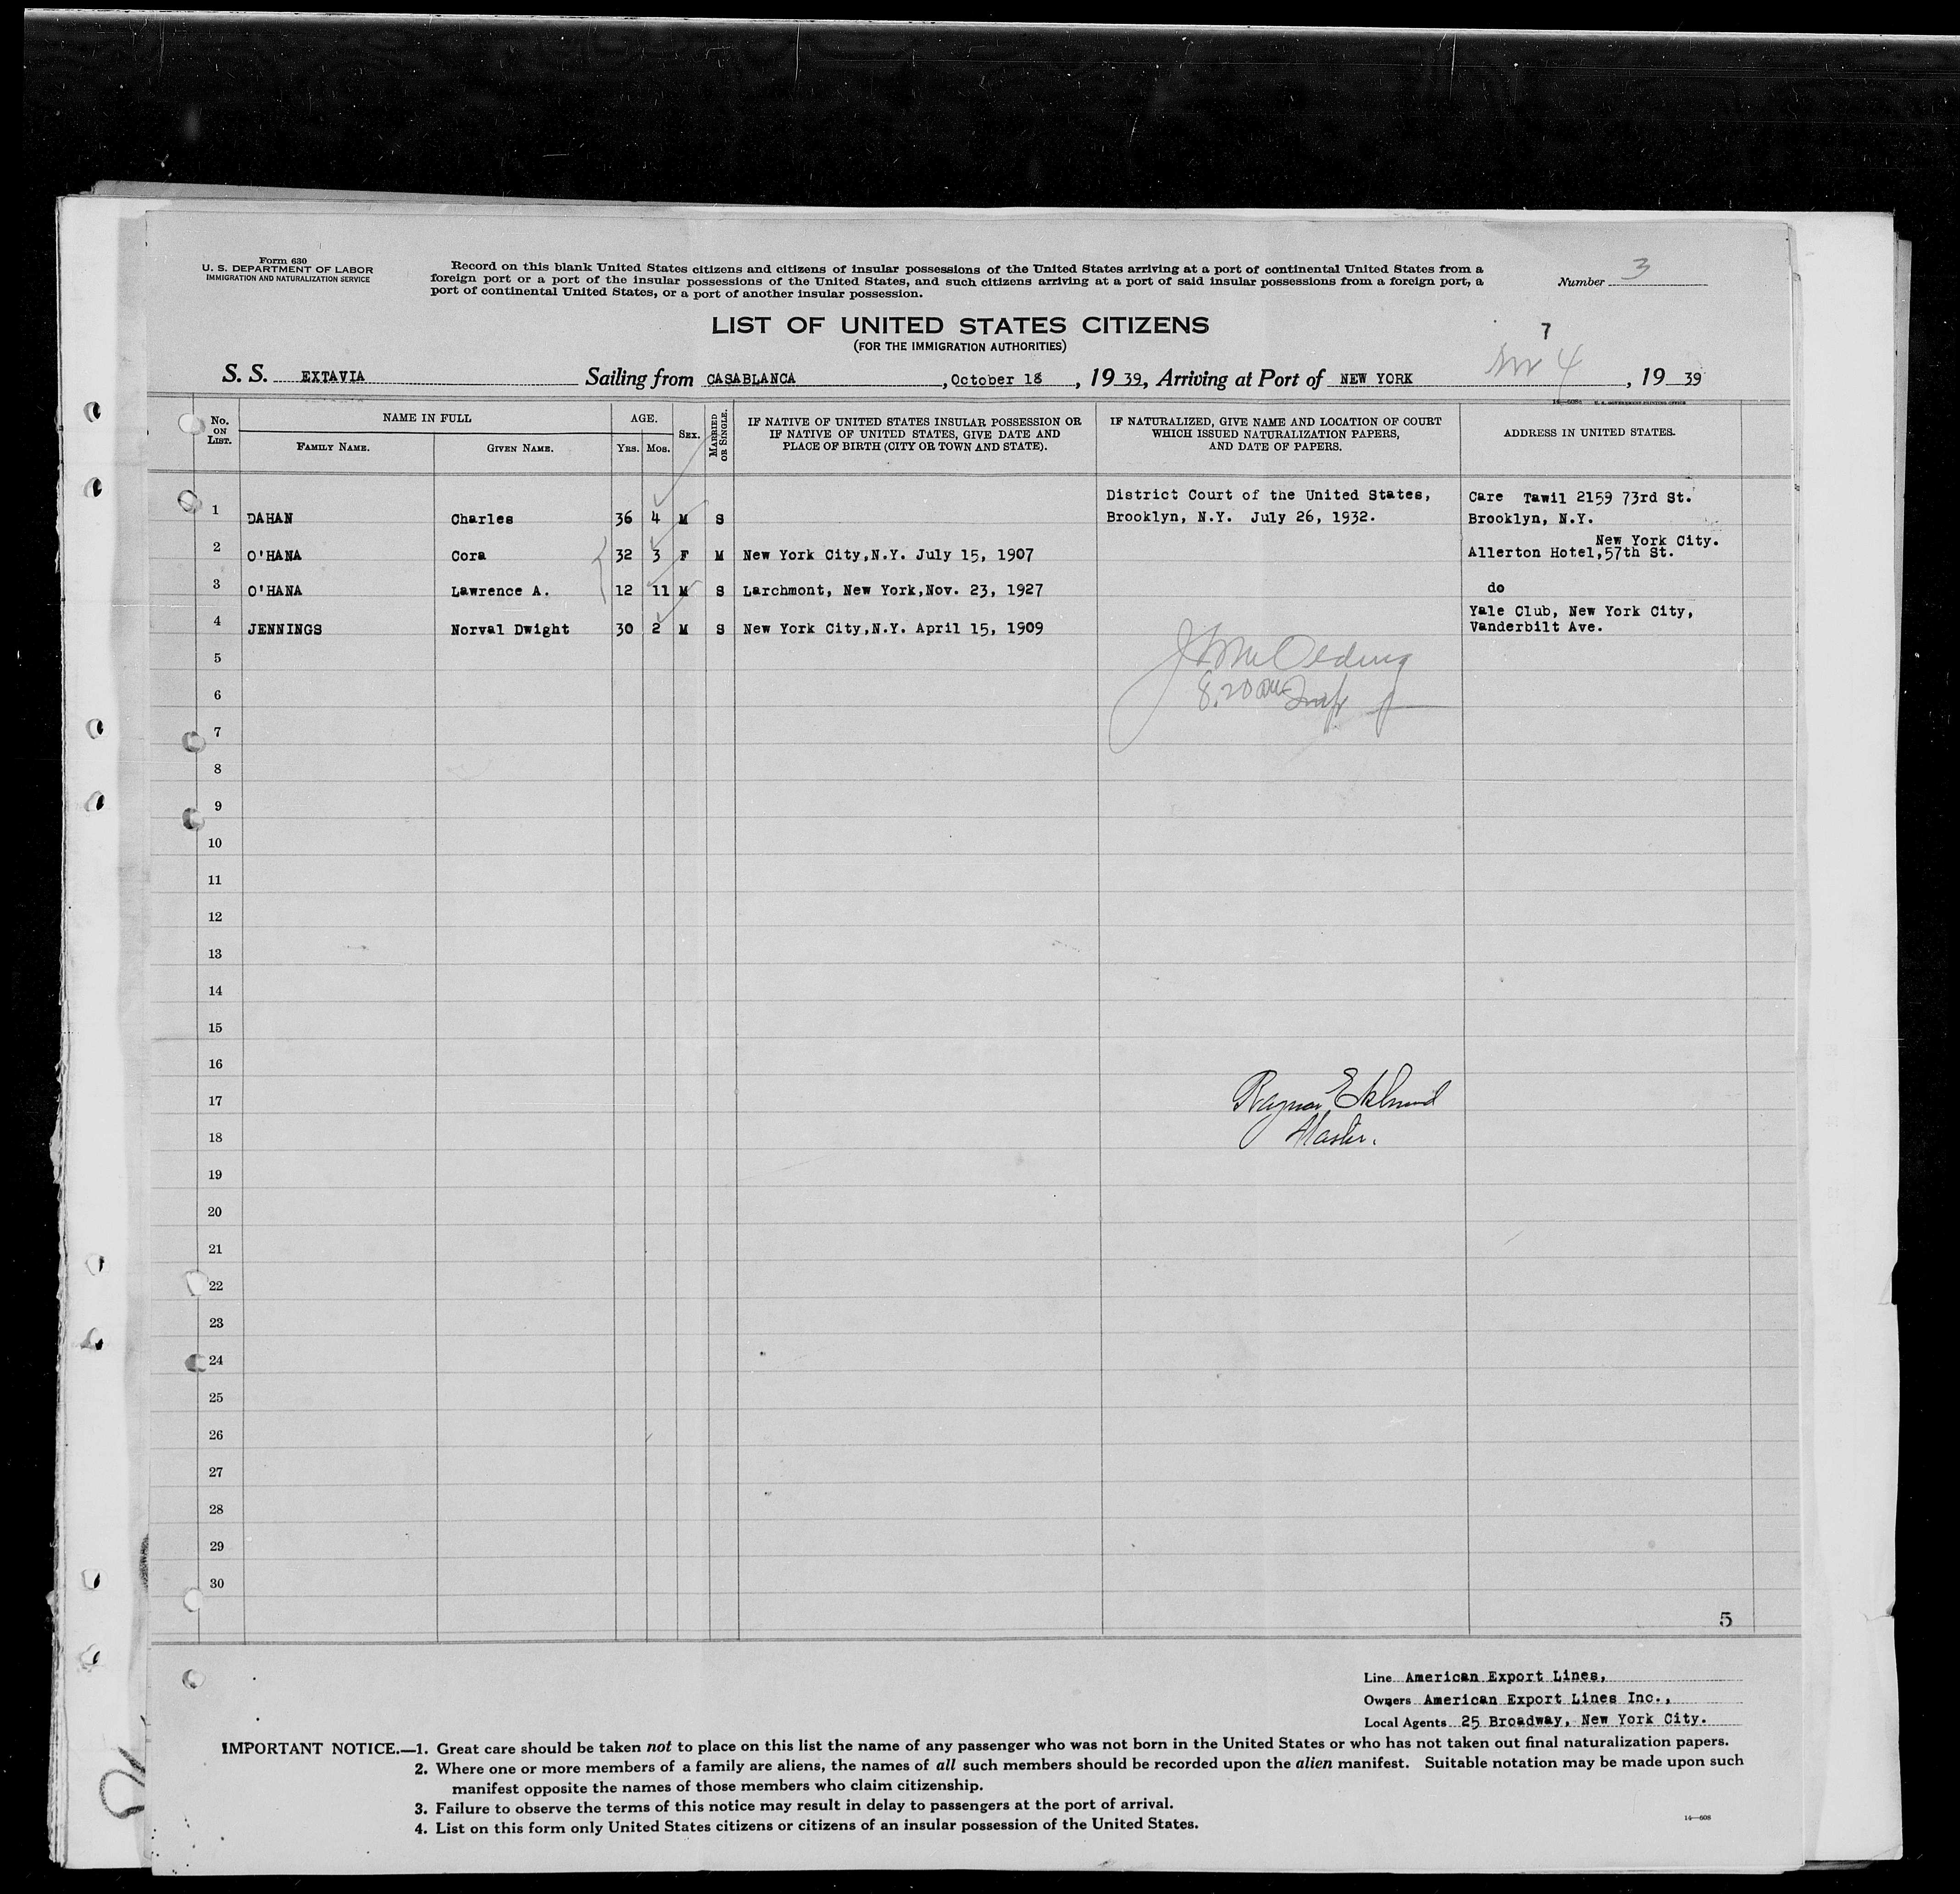 Form 630
U. S. DEPARTMENT OF LABOR
IMMIGRATION AND NATURALIZATION SERVICE
Record on this blank United States citizens and citizens of insular possessions of the United States arriving at a port of continental United States from a
foreign port or a port of the insular possessions of the United States, and such citizens arriving at a port of said insular possessions from a foreign port, a
port of continental United States, or a port of another insular possession.
Number 3
LIST OF UNITED STATES CITIZENS
(FOR THE IMMIGRATION AUTHORITIES)
7
S. S. EXTAVIA Sailing from CASABLANCA, October 18, 19 39, Arriving at Port of NEW YORK 4, 19 39
No. ON LIST.
NAME IN FULL
FAMILY NAME.
GIVEN NAME.
AGE.
YRS. MOS.
SEX.
MARRIED OR SINGLE.
IF NATIVE OF UNITED STATES INSULAR POSSESSION OR
IF NATIVE OF UNITED STATES, GIVE DATE AND
PLACE OF BIRTH (CITY OR TOWN AND STATE).
IF NATURALIZED, GIVE NAME AND LOCATION OF COURT
WHICH ISSUED NATURALIZATION PAPERS,
AND DATE OF PAPERS.
ADDRESS IN UNITED STATES.
District Court of the United States, Care Tawil 2159 73rd St.
1 DAHAN Charles 36 4 M S Brooklyn, N.Y. July 26, 1932. Brooklyn, N.Y.
New York City.
2 O'HANA Cora 32 3 F M New York City,N.Y. July 15, 1907 Allerton Hotel,57th St.
3 O'HANA Lawrence A. 12 11 M S Larchmont, New York,Nov. 23, 1927 do
Yale Club, New York City,
4 JENNINGS Norval Dwight 30 2 M S New York City,N.Y. April 15, 1909 Vanderbilt Ave.
5
6 8.20 am
7
8
9
10
11
12
13
14
15
16
17 Ragnar Eklund
18 Master.
19
20
21
22
23
24
25
26
27
28
29
30
5
Line American Export Lines,
Owners American Export Lines Inc.,
Local Agents 25 Broadway, New York City.
IMPORTANT NOTICE.—1. Great care should be taken not to place on this list the name of any passenger who was not born in the United States or who has not taken out final naturalization papers.
2. Where one or more members of a family are aliens, the names of all such members should be recorded upon the alien manifest. Suitable notation may be made upon such
manifest opposite the names of those members who claim citizenship.
3. Failure to observe the terms of this notice may result in delay to passengers at the port of arrival.
4. List on this form only United States citizens or citizens of an insular possession of the United States.
14—608